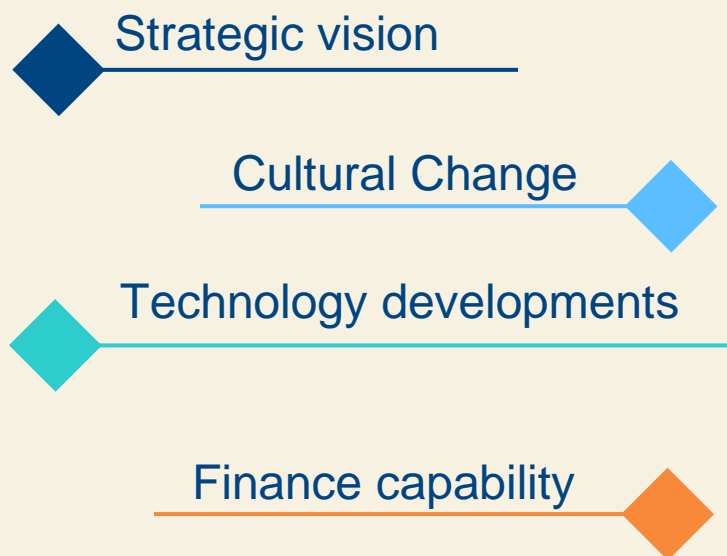 Strategic vision
Cultural Change
Technology developments
Finance capability